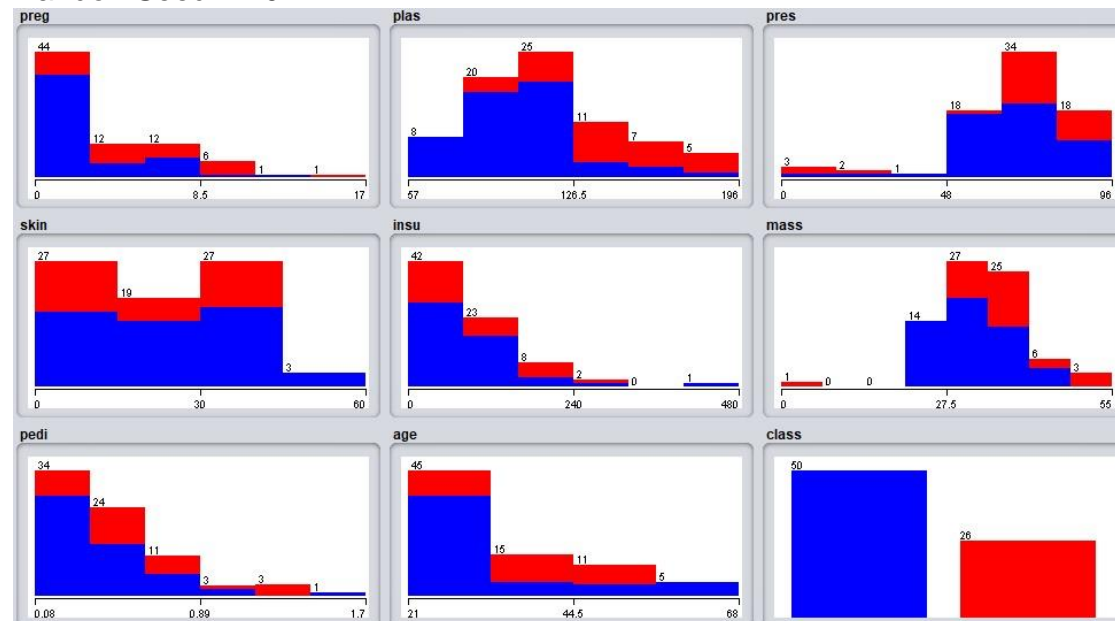 preg plas pres
44 12 12 6 1 1
8 20 25 11 7 5
3 2 1 18 34 18
0 8.5 17
57 126.5 196
0 48 96
skin insu mass
27 19 27 3
42 23 8 2 0 1
1 0 0 14 27 25 6 3
0 30 60
0 240 480
0 27.5 55
pedi age class
34 24 11 3 3 1
45 15 11 5
50 26
0.08 0.89 1.7
21 44.5 68